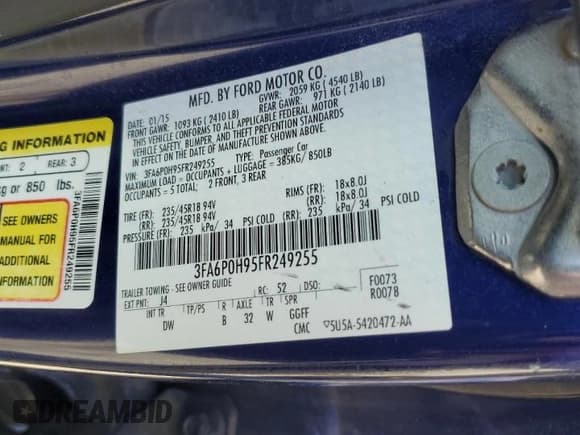 MFD. BY FORD MOTOR CO.
DATE: 01/15 GVWR: 2059 KG ( 4540 LB)
FRONT GAWR: 1093 KG ( 2410 LB) REAR GAWR: 971 KG ( 2140 LB)
THIS VEHICLE CONFORMS TO ALL APPLICABLE FEDERAL MOTOR
VEHICLE SAFETY, BUMPER, AND THEFT PREVENTION STANDARDS
IN EFFECT ON THE DATE OF MANUFACTURE SHOWN ABOVE.
VIN: 3FA6P0H95FR249255 TYPE: Passenger Car
MAXIMUM LOAD = OCCUPANTS + LUGGAGE = 385KG/ 850LB
OCCUPANTS = 5 TOTAL: 2 FRONT, 3 REAR
TIRE (FR): 235/45R18 94V RIMS (FR) 18x8.0J
(RR): 235/45R18 94V (RR) 18x8.0J
PRESSURE (FR): 235 kPa/ 34 PSI COLD (RR) 235 kPa/ 34 PSI COLD
3FA6P0H95FR249255
TRAILER TOWING - SEE OWNER GUIDE
EXT PNT: J4 RC: 52 DSO: F0073
R0078
INT TR TP/PS R AXLE TR SPR
DW B 32 W GGFF
CMC 5U5A-5420472-AA
G INFORMATION
NT: 2 REAR: 3
kg or 850 lbs.
SEE OWNERS
MANUAL FOR
ADDITIONAL
INFORMATION
3FA6P0H95FR249255
DREAMBID